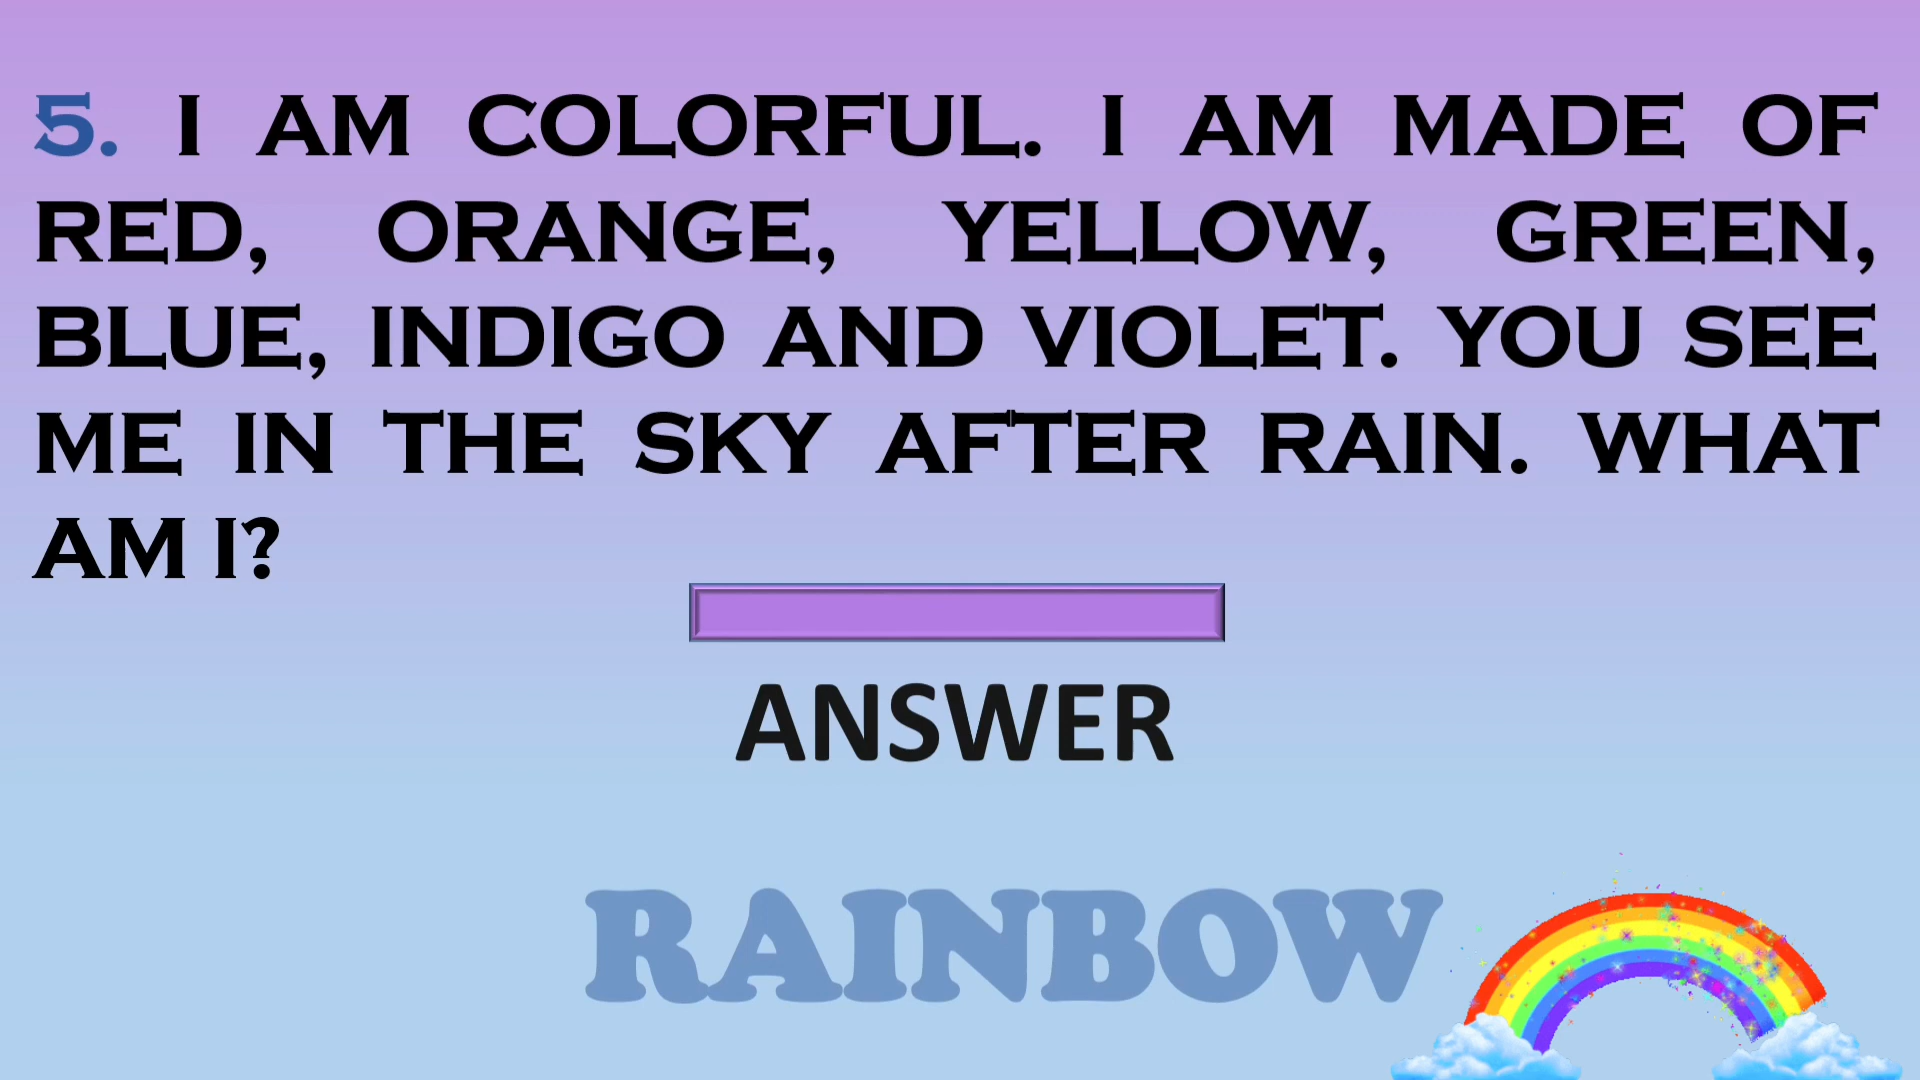 5. I AM COLORFUL. I AM MADE OF
RED, ORANGE, YELLOW, GREEN,
BLUE, INDIGO AND VIOLET. YOU SEE
ME IN THE SKY AFTER RAIN. WHAT
AM I?
ANSWER
RAINBOW